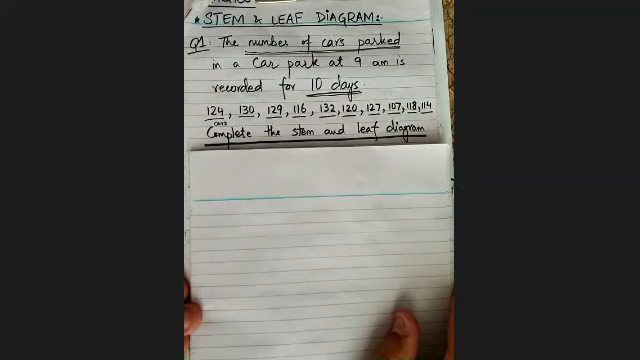 * STEM & LEAF DIAGRAM:-
Q1. The number of cars parked
in a car park at 9 am is
recorded for 10 days.
124, 130, 129, 116, 132, 120, 127, 107, 118, 114
cars
Complete the stem and leaf diagram